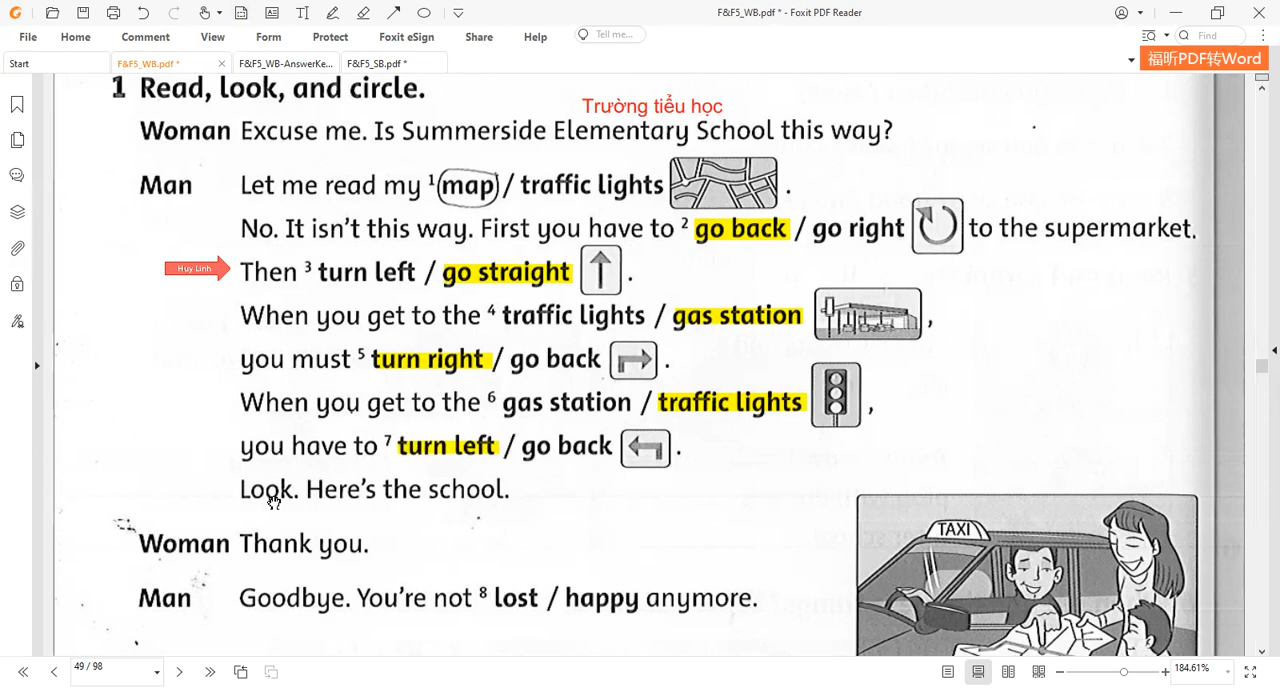 F&F5_WB.pdf * - Foxit PDF Reader
File Home Comment View Form Protect Foxit eSign Share Help Tell me... Find
Start F&F5_WB.pdf * F&F5_WB-AnswerKe... F&F5_SB.pdf * 福昕PDF转Word
1 Read, look, and circle.
Trường tiểu học
Woman Excuse me. Is Summerside Elementary School this way?
Man Let me read my 1 map / traffic lights .
No. It isn't this way. First you have to 2 go back / go right to the supermarket.
Huy Linh Then 3 turn left / go straight .
When you get to the 4 traffic lights / gas station ,
you must 5 turn right / go back .
When you get to the 6 gas station / traffic lights ,
you have to 7 turn left / go back .
Look. Here's the school.
TAXI
Woman Thank you.
Man Goodbye. You're not 8 lost / happy anymore.
49 / 98 184.61%